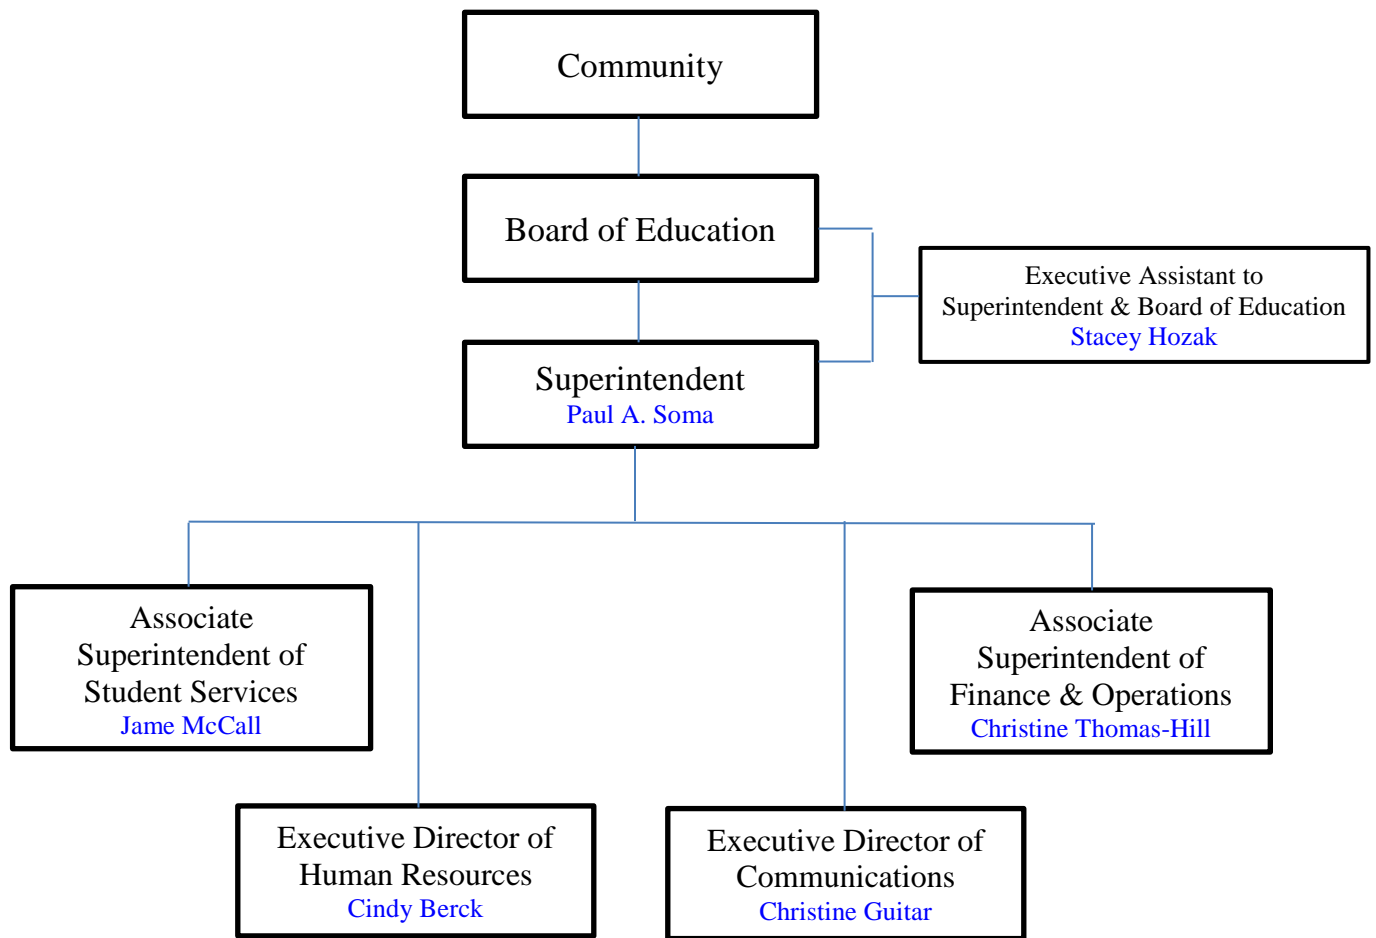 Community
Board of Education
Executive Assistant to
Superintendent & Board of Education
Stacey Hozak
Superintendent
Paul A. Soma
Associate
Superintendent of
Student Services
Jame McCall
Associate
Superintendent of
Finance & Operations
Christine Thomas-Hill
Executive Director of
Human Resources
Cindy Berck
Executive Director of
Communications
Christine Guitar